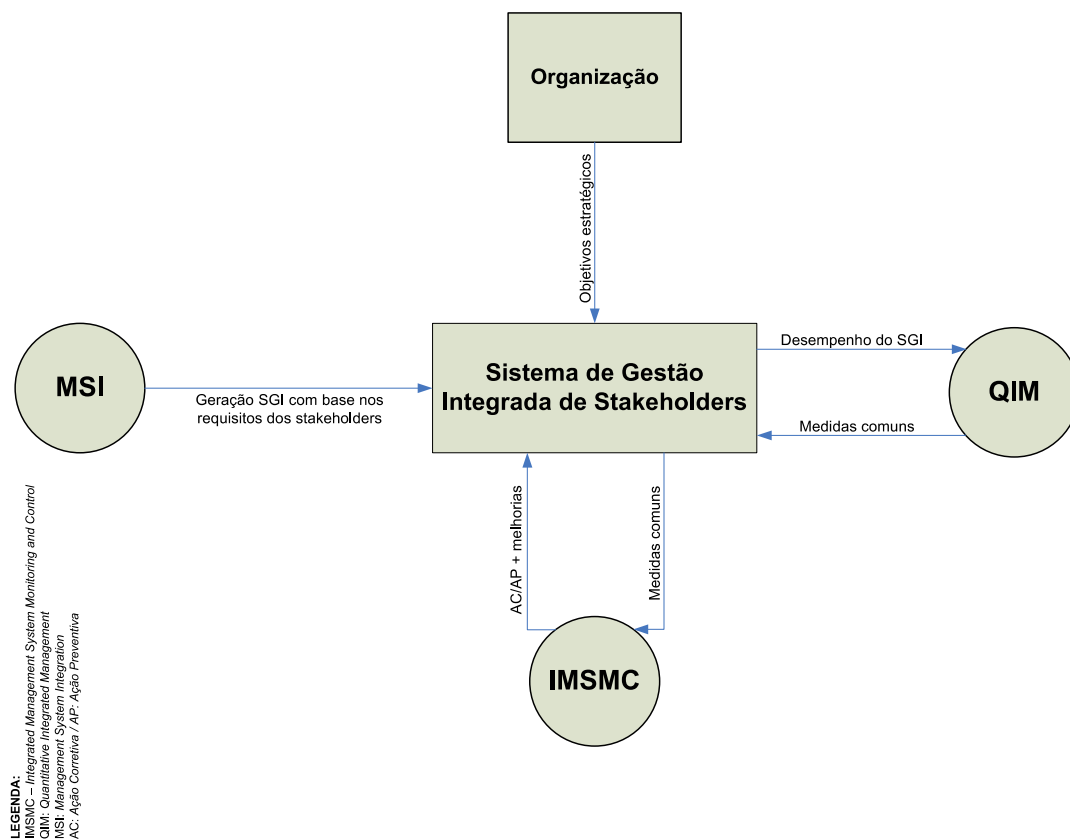 Organização
Objetivos estratégicos
MSI
Geração SGI com base nos
requisitos dos stakeholders
Sistema de Gestão
Integrada de Stakeholders
Desempenho do SGI
QIM
Medidas comuns
AC/AP + melhorias
Medidas comuns
IMSMC
LEGENDA:
IMSMC – Integrated Management System Monitoring and Control
QIM: Quantitative Integrated Management
MSI: Management System Integration
AC: Ação Corretiva / AP: Ação Preventiva